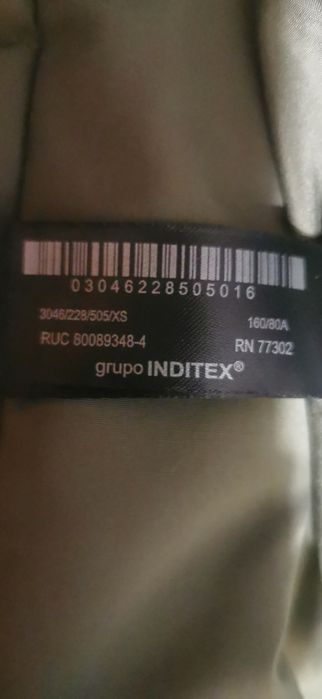 03046228505016
3046/228/505/XS 160/80A
RUC 80089348-4 RN 77302
grupo INDITEX®